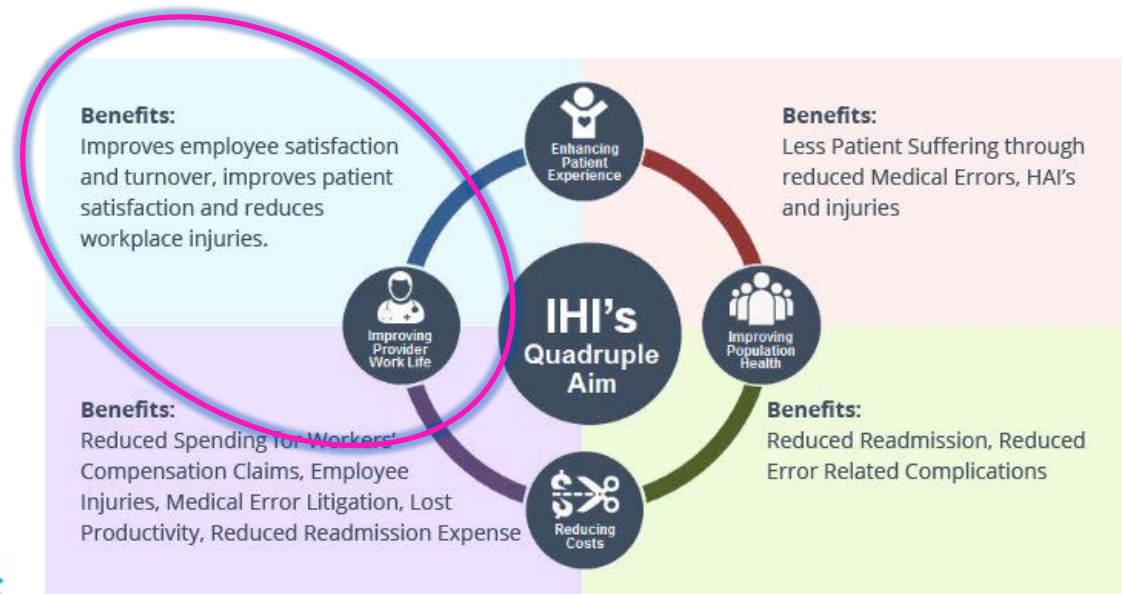 Benefits:
Improves employee satisfaction
and turnover, improves patient
satisfaction and reduces
workplace injuries.
Enhancing
Patient
Experience
Benefits:
Less Patient Suffering through
reduced Medical Errors, HAI's
and injuries
Improving
Provider
Work Life
IHI's
Quadruple
Aim
Improving
Population
Health
Benefits:
Reduced Spending for Workers'
Compensation Claims, Employee
Injuries, Medical Error Litigation, Lost
Productivity, Reduced Readmission Expense
Reducing
Costs
Benefits:
Reduced Readmission, Reduced
Error Related Complications